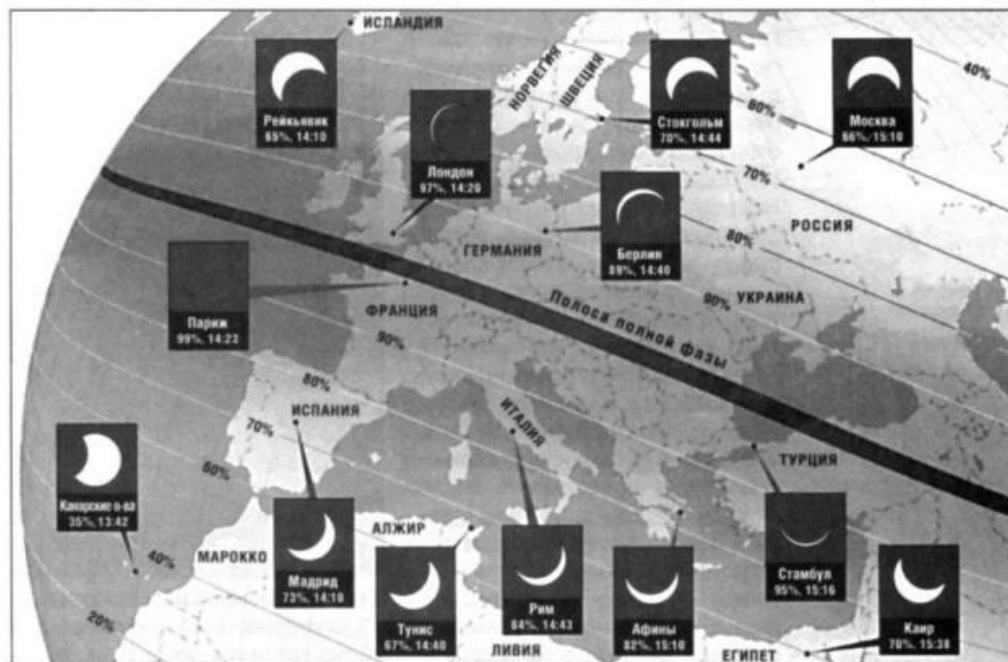 ИСЛАНДИЯ
Рейкьявик
65%, 14:10
НОРВЕГИЯ
ШВЕЦИЯ
Стокгольм
70%, 14:44
Москва
66%, 15:10
40%
60%
70%
80%
90%
Лондон
97%, 14:20
Берлин
89%, 14:40
ГЕРМАНИЯ
РОССИЯ
УКРАИНА
Париж
99%, 14:23
ФРАНЦИЯ
Полоса полной фазы
90%
80%
70%
60%
40%
20%
ИСПАНИЯ
ИТАЛИЯ
ТУРЦИЯ
Канарские о-ва
35%, 13:42
МАРОККО
АЛЖИР
Мадрид
73%, 14:18
Тунис
67%, 14:40
Рим
84%, 14:43
Афины
82%, 15:10
Стамбул
95%, 15:16
Каир
70%, 15:38
ЛИВИЯ
ЕГИПЕТ